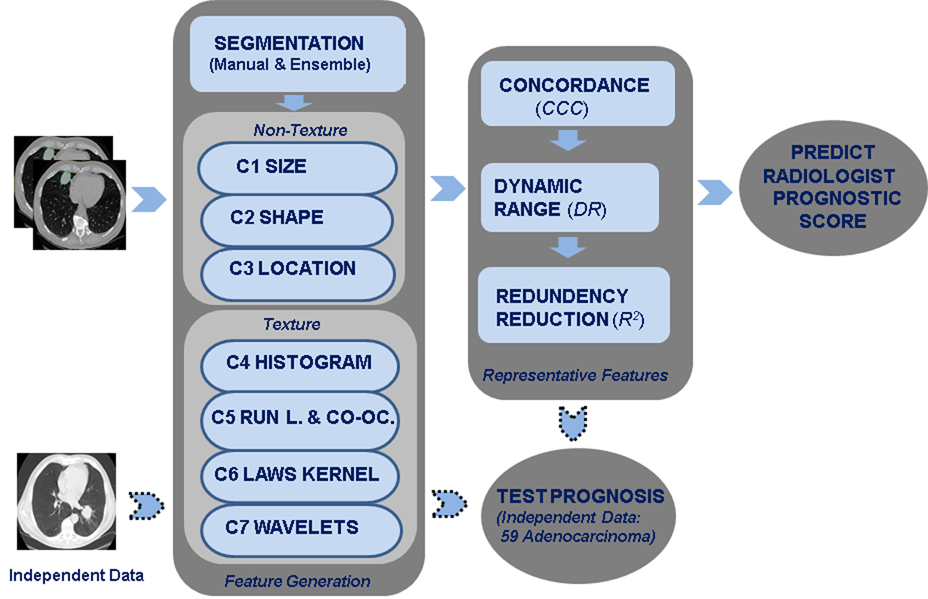 SEGMENTATION
(Manual & Ensemble)
Non-Texture
C1 SIZE
C2 SHAPE
C3 LOCATION
Texture
C4 HISTOGRAM
C5 RUN L. & CO-OC.
C6 LAWS KERNEL
C7 WAVELETS
Feature Generation
CONCORDANCE
(CCC)
DYNAMIC
RANGE (DR)
REDUNDENCY
REDUCTION (R²)
Representative Features
PREDICT
RADIOLOGIST
PROGNOSTIC
SCORE
TEST PROGNOSIS
(Independent Data:
59 Adenocarcinoma)
Independent Data